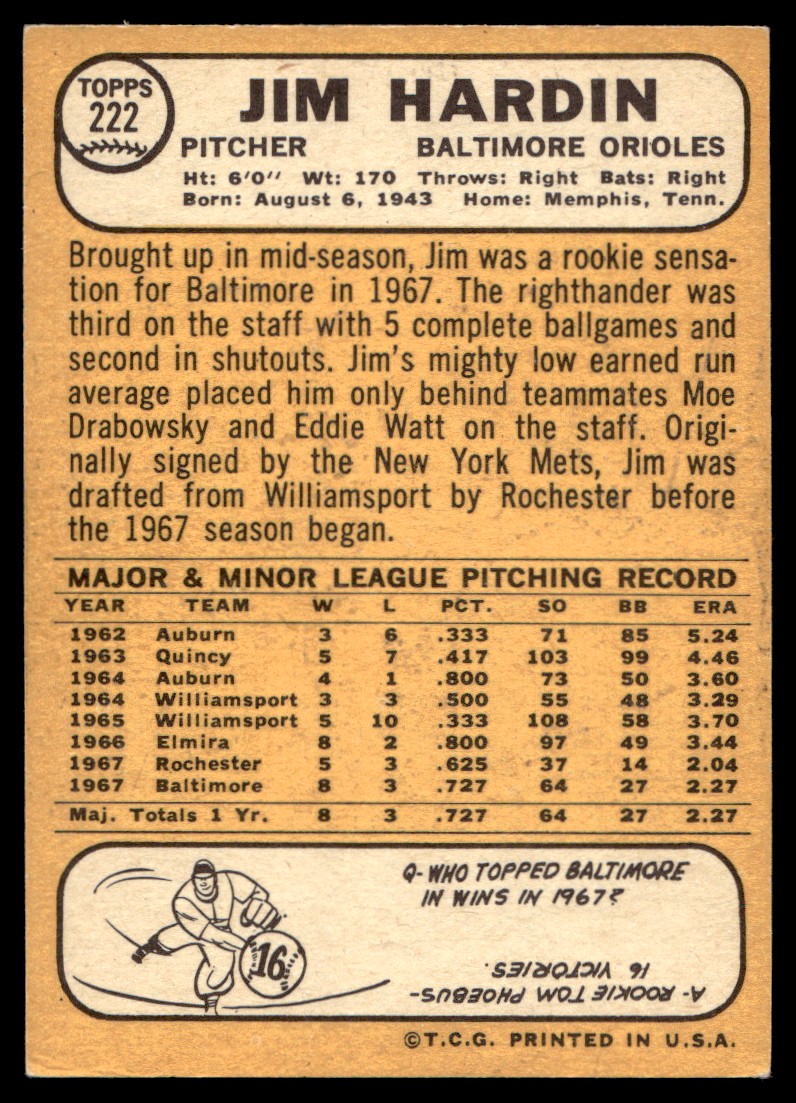 TOPPS
222
JIM HARDIN
PITCHER BALTIMORE ORIOLES
Ht: 6'0" Wt: 170 Throws: Right Bats: Right
Born: August 6, 1943 Home: Memphis, Tenn.
Brought up in mid-season, Jim was a rookie sensa-
tion for Baltimore in 1967. The righthander was
third on the staff with 5 complete ballgames and
second in shutouts. Jim's mighty low earned run
average placed him only behind teammates Moe
Drabowsky and Eddie Watt on the staff. Origi-
nally signed by the New York Mets, Jim was
drafted from Williamsport by Rochester before
the 1967 season began.
MAJOR & MINOR LEAGUE PITCHING RECORD
YEAR TEAM W L PCT. SO BB ERA
1962 Auburn 3 6 .333 71 85 5.24
1963 Quincy 5 7 .417 103 99 4.46
1964 Auburn 4 1 .800 73 50 3.60
1964 Williamsport 3 3 .500 55 48 3.29
1965 Williamsport 5 10 .333 108 58 3.70
1966 Elmira 8 2 .800 97 49 3.44
1967 Rochester 5 3 .625 37 14 2.04
1967 Baltimore 8 3 .727 64 27 2.27
Maj. Totals 1 Yr. 8 3 .727 64 27 2.27
16
Q- WHO TOPPED BALTIMORE
IN WINS IN 1967?
A- ROOKIE TOM PHOEBUS-
16 VICTORIES.
©T.C.G. PRINTED IN U.S.A.